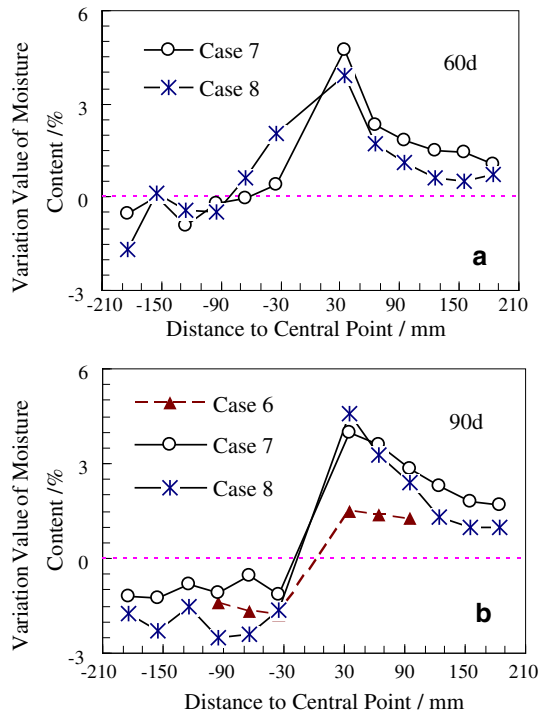 6
Case 7
60d
Case 8
3
0
-3
Variation Value of Moisture
Content /%
a
-210 -150 -90 -30 30 90 150 210
Distance to Central Point / mm
6
Case 6
90d
Case 7
Case 8
3
0
-3
Variation Value of Moisture
Content /%
b
-210 -150 -90 -30 30 90 150 210
Distance to Central Point / mm